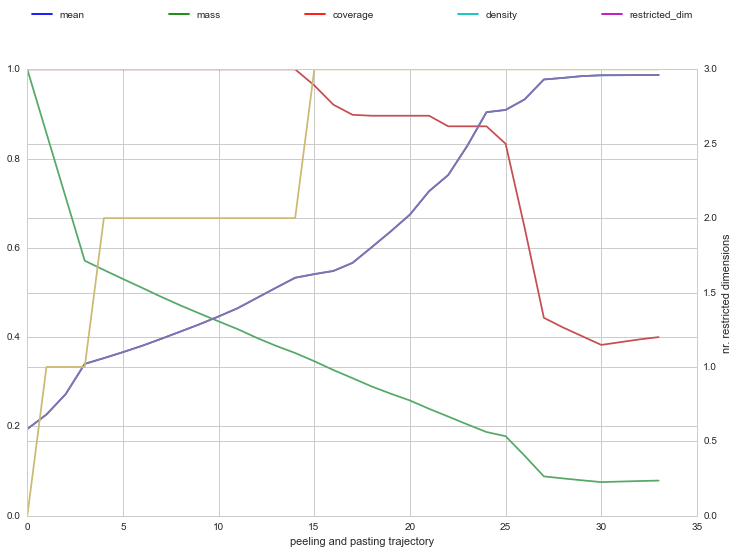 mean mass coverage density restricted_dim
1.0 3.0
2.5
0.8
2.0
0.6
1.5
0.4
1.0
0.2
0.5
0.0 0.0
0 5 10 15 20 25 30 35
peeling and pasting trajectory
nr. restricted dimensions